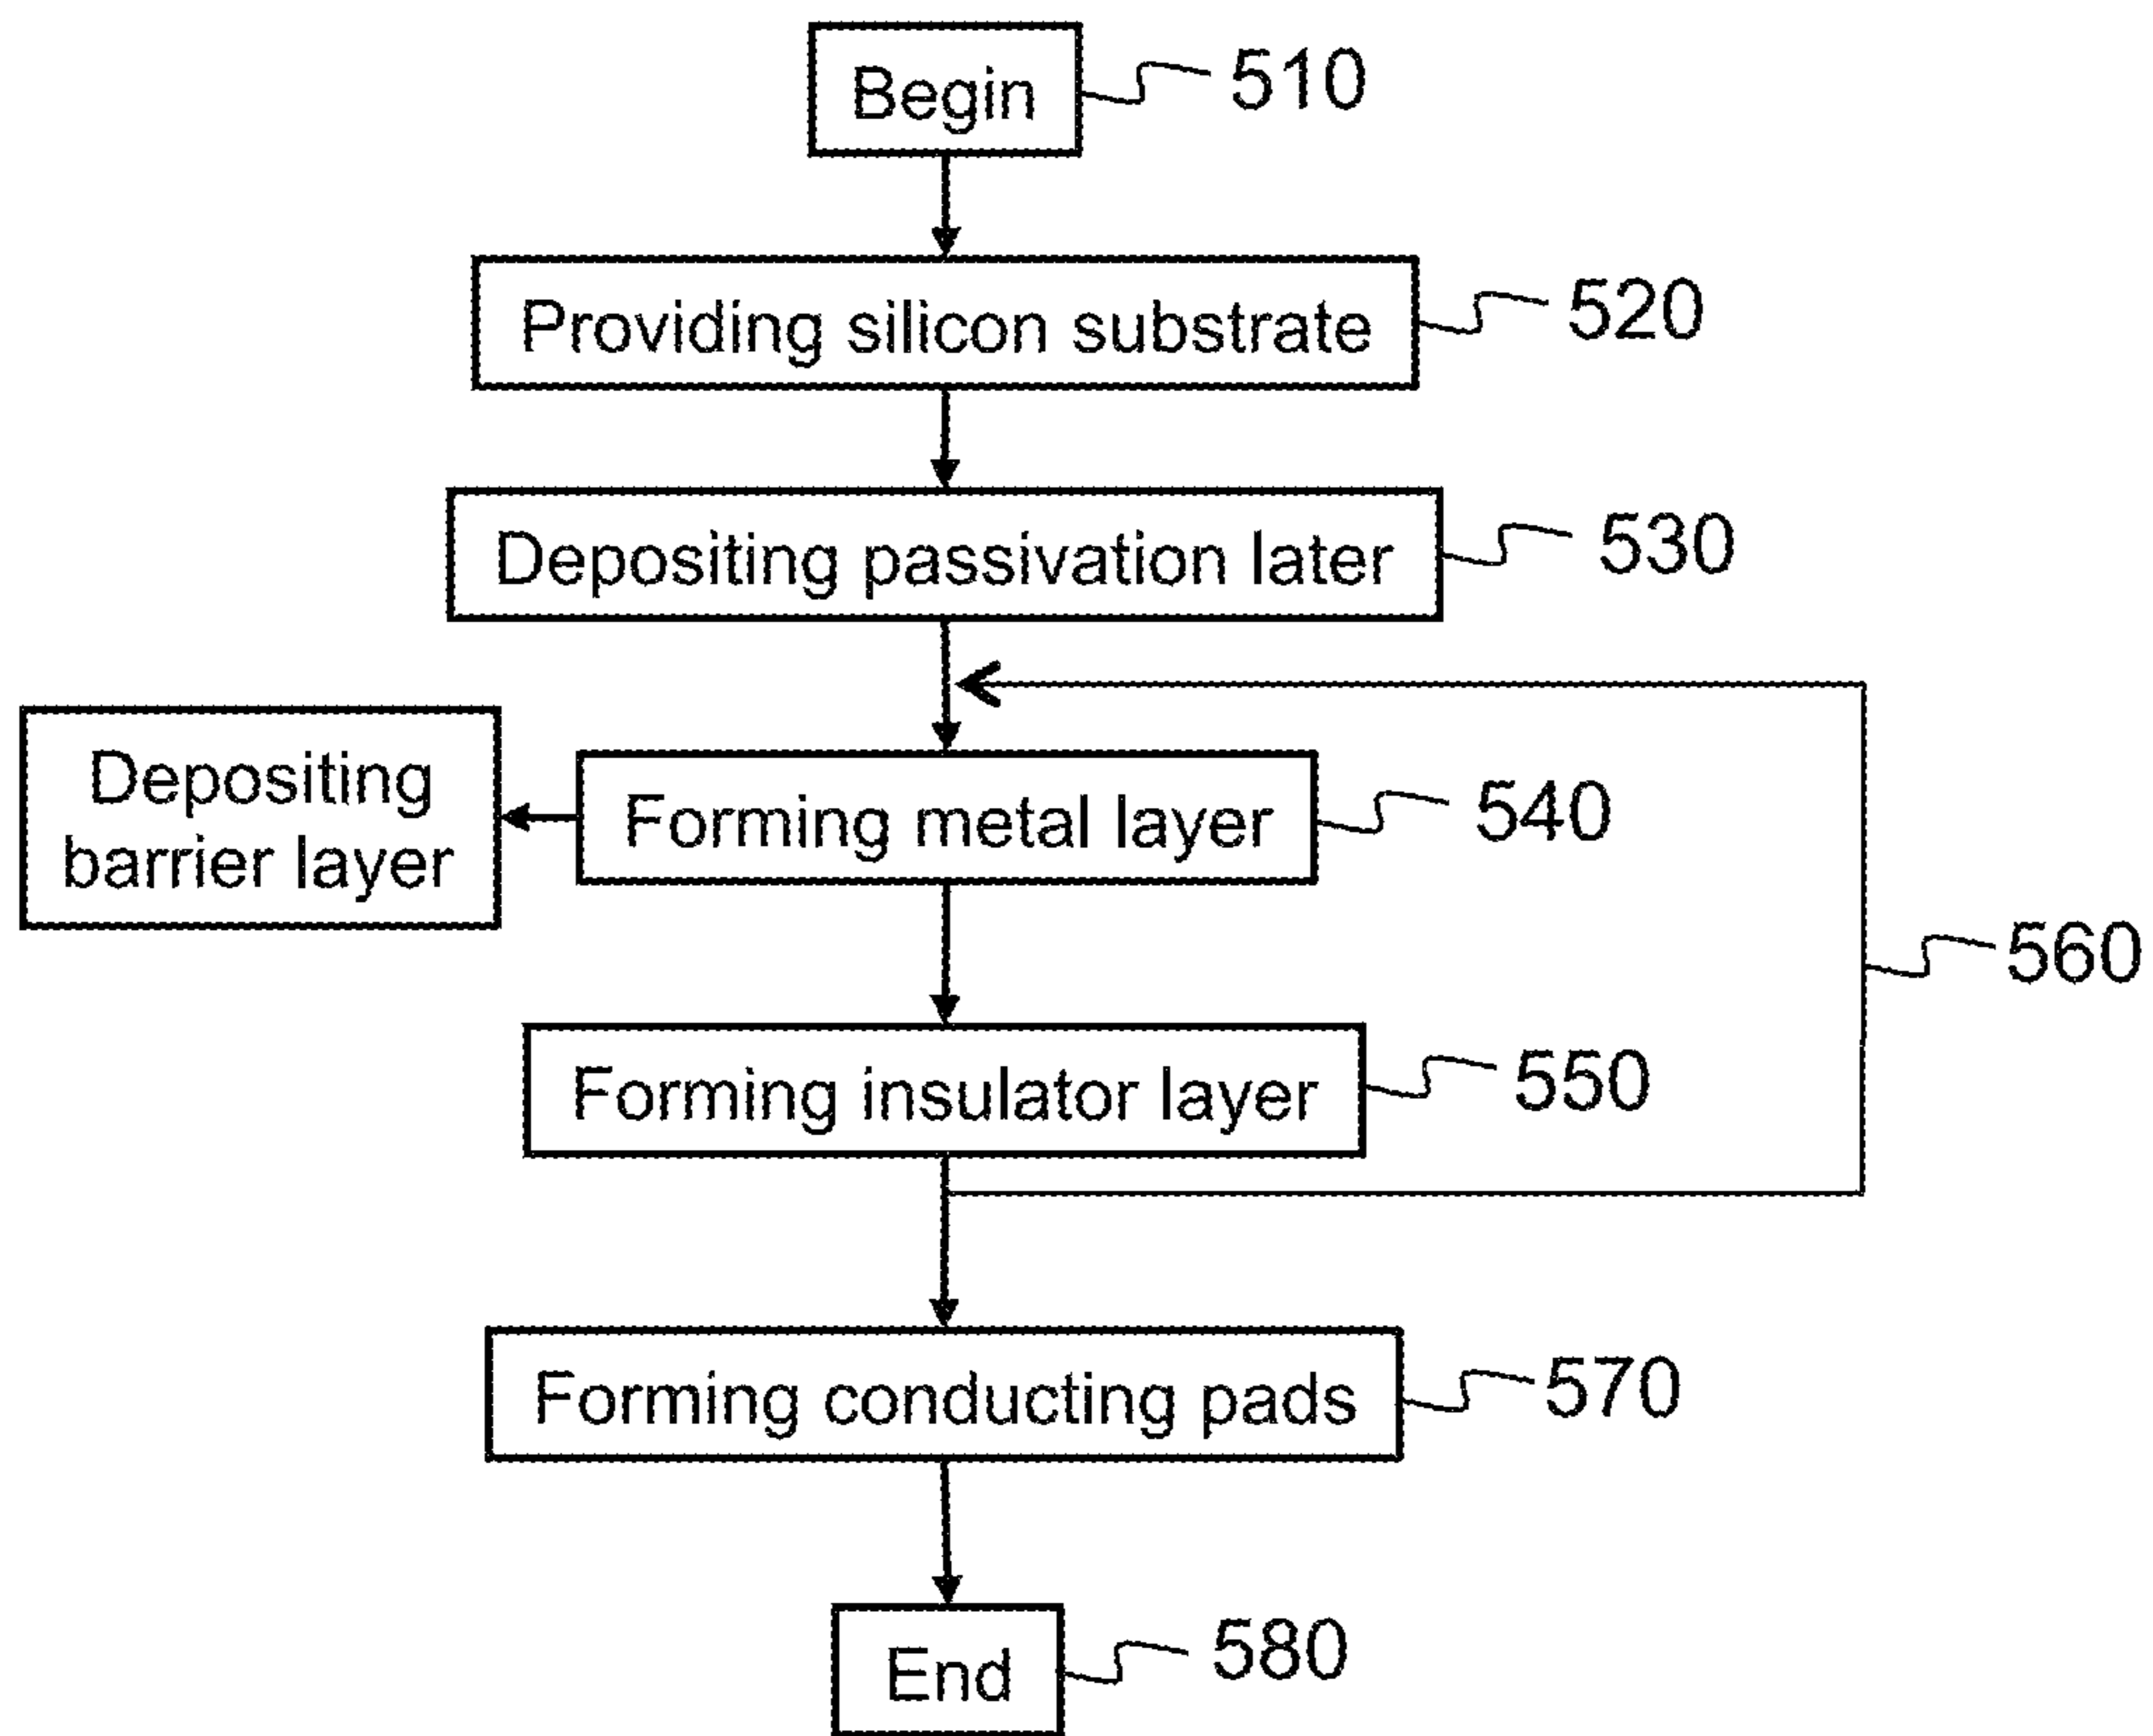 Begin
510
Providing silicon substrate
520
Depositing passivation later
530
Depositing
barrier layer
Forming metal layer
540
560
Forming insulator layer
550
Forming conducting pads
570
End
580